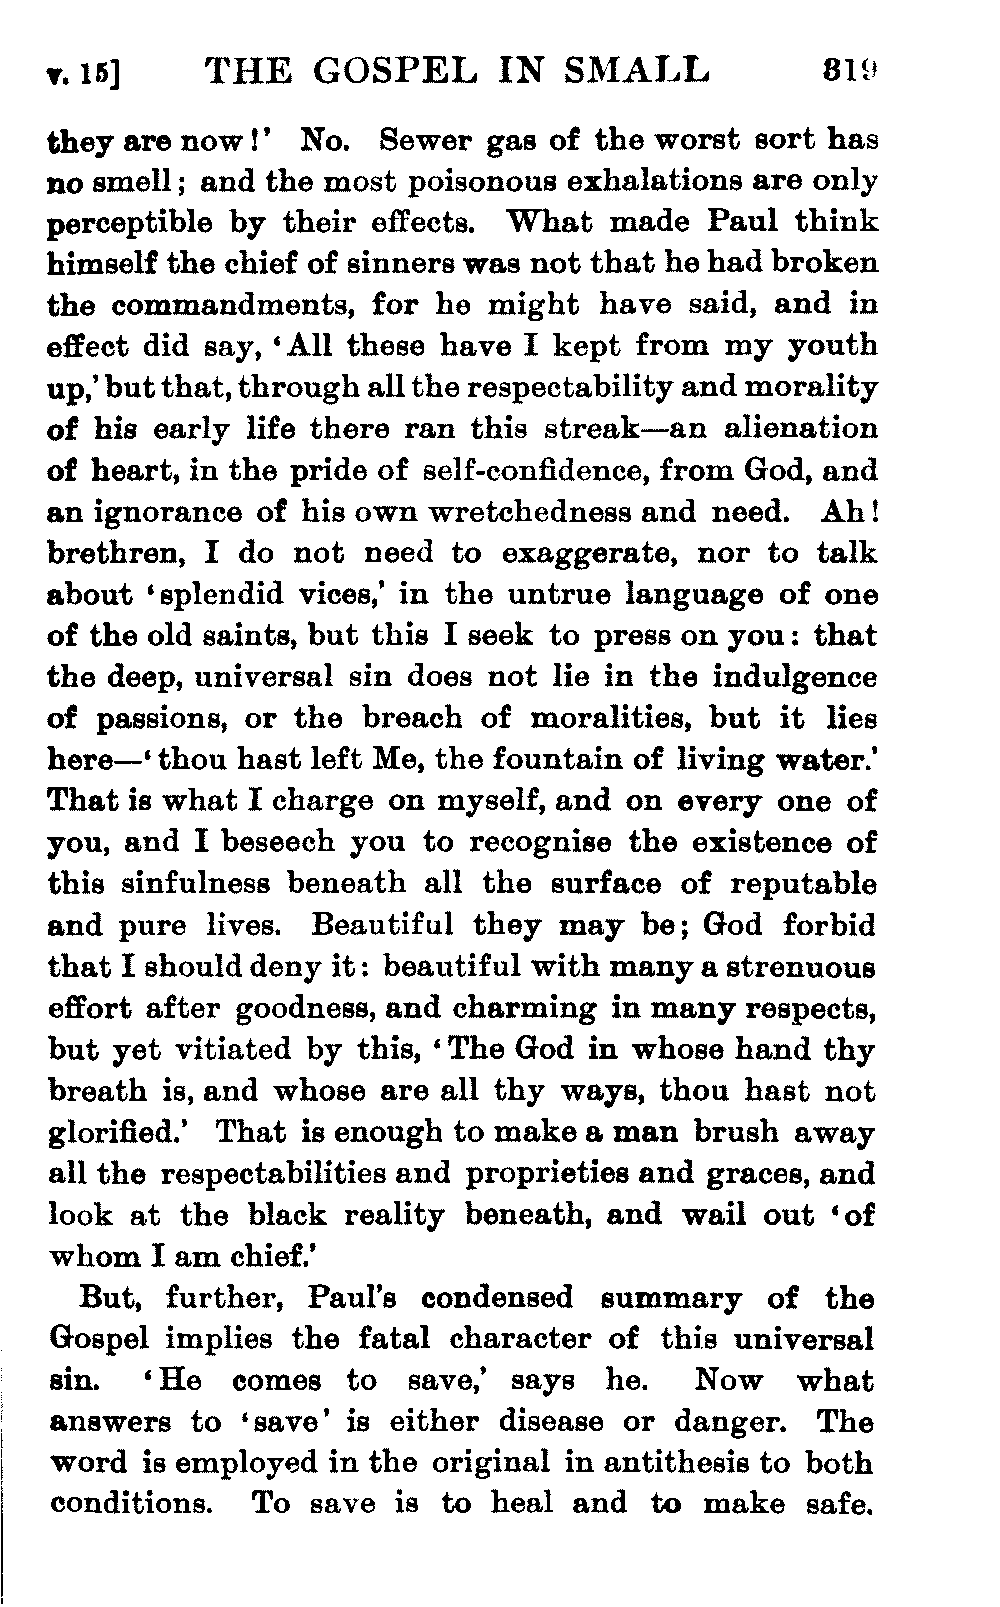 v. 15] THE GOSPEL IN SMALL 319
they are now!' No. Sewer gas of the worst sort has
no smell; and the most poisonous exhalations are only
perceptible by their effects. What made Paul think
himself the chief of sinners was not that he had broken
the commandments, for he might have said, and in
effect did say, 'All these have I kept from my youth
up,' but that, through all the respectability and morality
of his early life there ran this streak—an alienation
of heart, in the pride of self-confidence, from God, and
an ignorance of his own wretchedness and need. Ah!
brethren, I do not need to exaggerate, nor to talk
about 'splendid vices,' in the untrue language of one
of the old saints, but this I seek to press on you: that
the deep, universal sin does not lie in the indulgence
of passions, or the breach of moralities, but it lies
here—'thou hast left Me, the fountain of living water.'
That is what I charge on myself, and on every one of
you, and I beseech you to recognise the existence of
this sinfulness beneath all the surface of reputable
and pure lives. Beautiful they may be; God forbid
that I should deny it: beautiful with many a strenuous
effort after goodness, and charming in many respects,
but yet vitiated by this, 'The God in whose hand thy
breath is, and whose are all thy ways, thou hast not
glorified.' That is enough to make a man brush away
all the respectabilities and proprieties and graces, and
look at the black reality beneath, and wail out 'of
whom I am chief.'
But, further, Paul's condensed summary of the
Gospel implies the fatal character of this universal
sin. 'He comes to save,' says he. Now what
answers to 'save' is either disease or danger. The
word is employed in the original in antithesis to both
conditions. To save is to heal and to make safe.